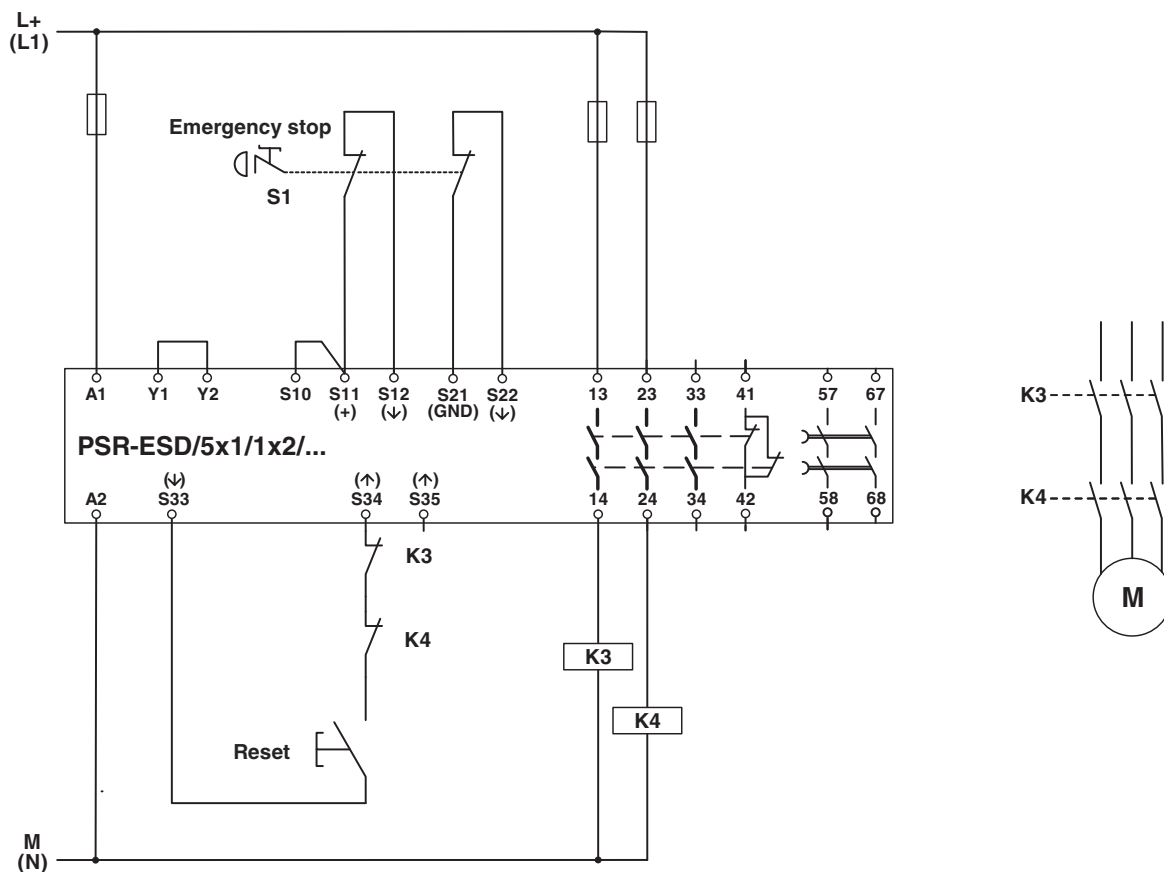 L+
(L1)
Emergency stop
S1
A1 Y1 Y2 S10 S11 S12 S21 S22 13 23 33 41 57 67
(+) (↓) (GND) (↓)
PSR-ESD/5x1/1x2/...
(↓) (↑) (↑)
A2 S33 S34 S35 14 24 34 42 58 68
K3
K4
K3
K4
Reset
M
(N)
K3
K4
M